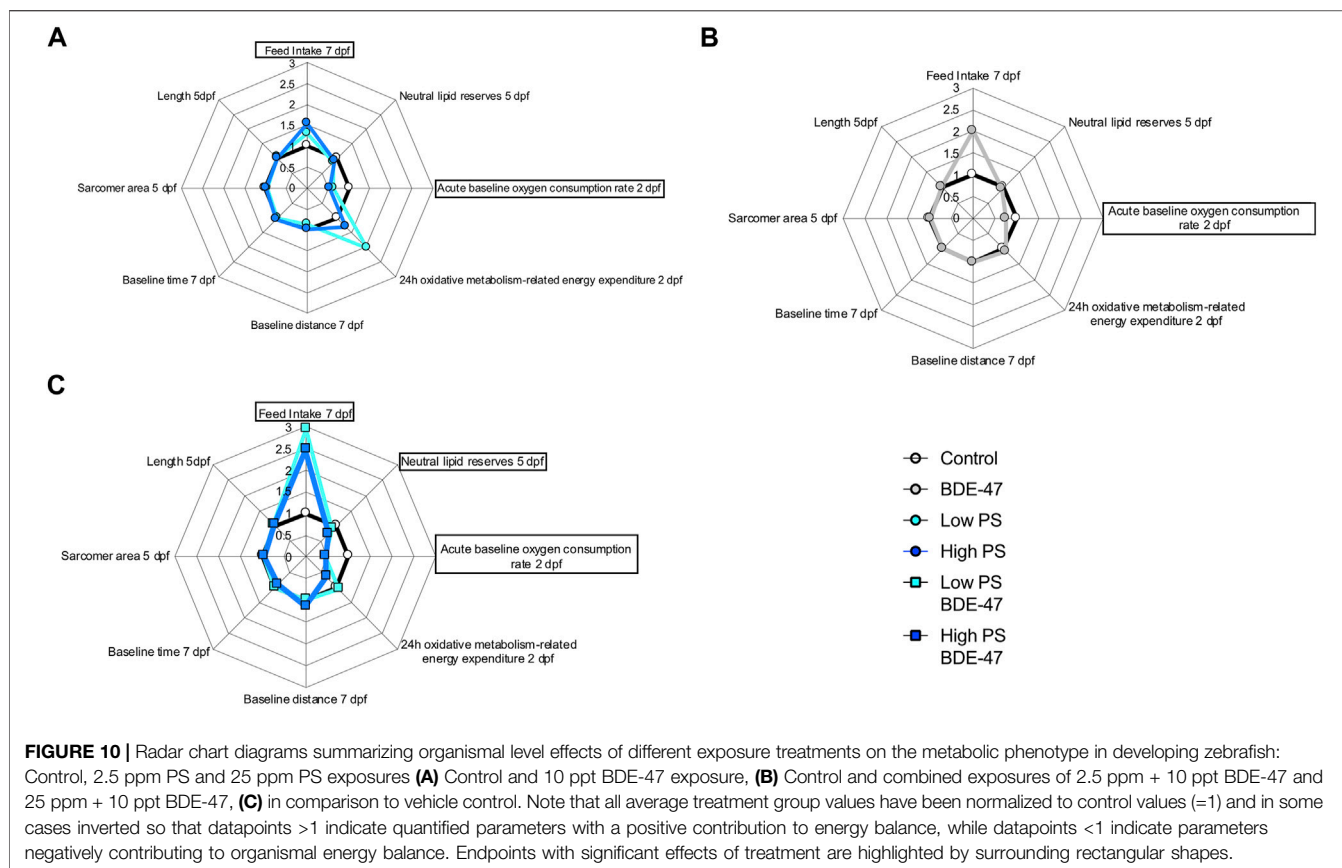 A
Feed Intake 7 dpf
3
2.5
2
1.5
1
0.5
0
Neutral lipid reserves 5 dpf
Acute baseline oxygen consumption rate 2 dpf
24h oxidative metabolism-related energy expenditure 2 dpf
Baseline distance 7 dpf
Baseline time 7 dpf
Sarcomer area 5 dpf
Length 5dpf
B
Feed Intake 7 dpf
3
2.5
2
1.5
1
0.5
0
Neutral lipid reserves 5 dpf
Acute baseline oxygen consumption
rate 2 dpf
24h oxidative metabolism-related
energy expenditure 2 dpf
Baseline distance 7 dpf
Baseline time 7 dpf
Sarcomer area 5 dpf
Length 5dpf
C
Feed Intake 7 dpf
3
2.5
2
1.5
1
0.5
0
Neutral lipid reserves 5 dpf
Acute baseline oxygen consumption
rate 2 dpf
24h oxidative metabolism-related
energy expenditure 2 dpf
Baseline distance 7 dpf
Baseline time 7 dpf
Sarcomer area 5 dpf
Length 5dpf
Control
BDE-47
Low PS
High PS
Low PS
BDE-47
High PS
BDE-47
FIGURE 10 | Radar chart diagrams summarizing organismal level effects of different exposure treatments on the metabolic phenotype in developing zebrafish:
Control, 2.5 ppm PS and 25 ppm PS exposures (A) Control and 10 ppt BDE-47 exposure, (B) Control and combined exposures of 2.5 ppm + 10 ppt BDE-47 and
25 ppm + 10 ppt BDE-47, (C) in comparison to vehicle control. Note that all average treatment group values have been normalized to control values (=1) and in some
cases inverted so that datapoints >1 indicate quantified parameters with a positive contribution to energy balance, while datapoints <1 indicate parameters
negatively contributing to organismal energy balance. Endpoints with significant effects of treatment are highlighted by surrounding rectangular shapes.